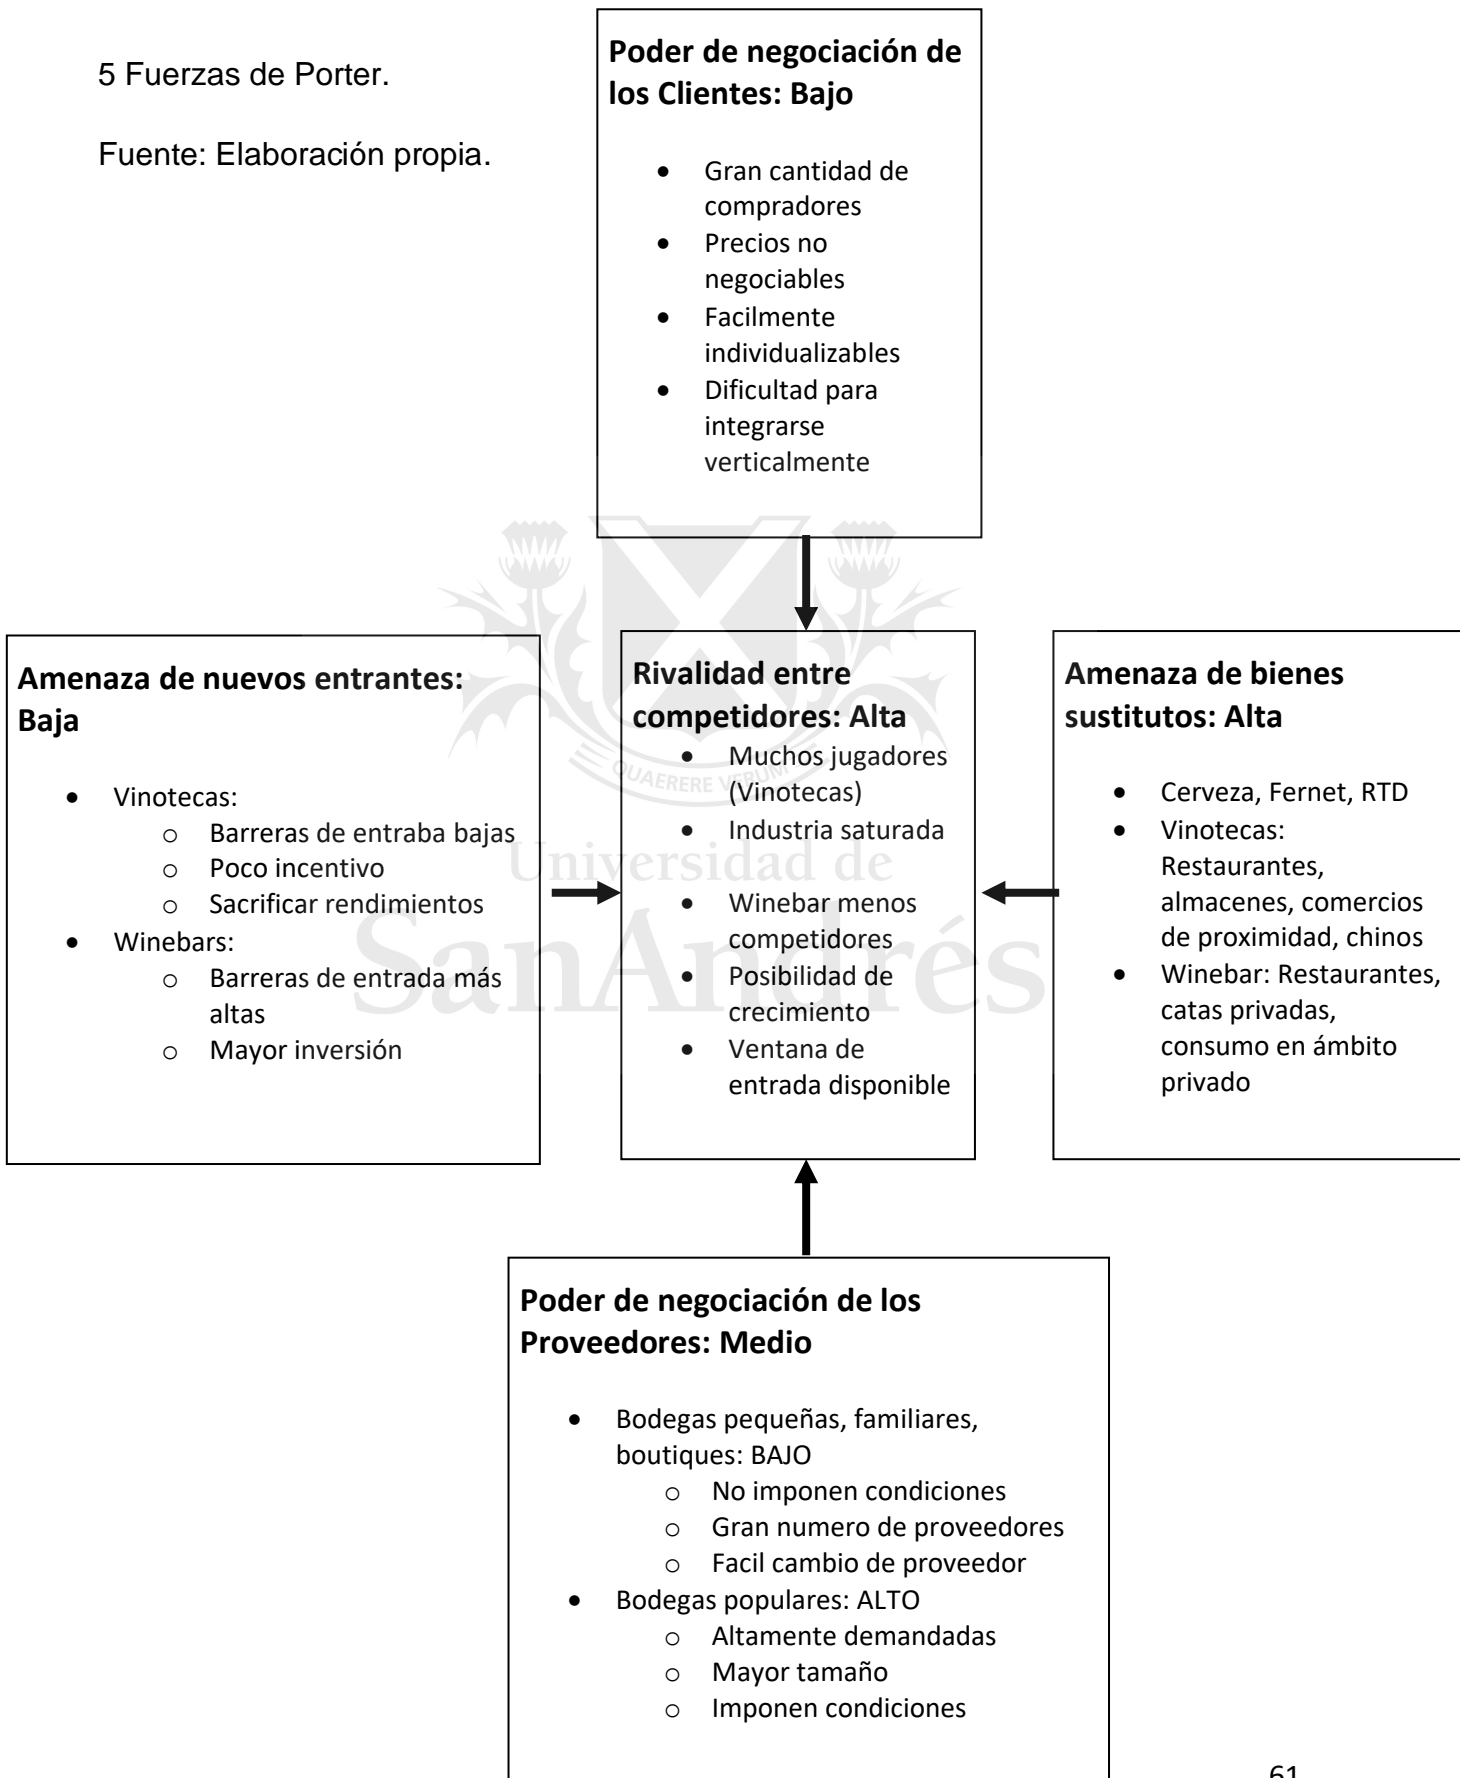 5 Fuerzas de Porter.
Fuente: Elaboración propia.
Poder de negociación de
los Clientes: Bajo
• Gran cantidad de
compradores
• Precios no
negociables
• Facilmente
individualizables
• Dificultad para
integrarse
verticalmente
Amenaza de nuevos entrantes:
Baja
• Vinotecas:
o Barreras de entraba bajas
o Poco incentivo
o Sacrificar rendimientos
• Winebars:
o Barreras de entrada más
altas
o Mayor inversión
Rivalidad entre
competidores: Alta
• Muchos jugadores
(Vinotecas)
• Industria saturada
• Winebar menos
competidores
• Posibilidad de
crecimiento
• Ventana de
entrada disponible
Amenaza de bienes
sustitutos: Alta
• Cerveza, Fernet, RTD
• Vinotecas:
Restaurantes,
almacenes, comercios
de proximidad, chinos
• Winebar: Restaurantes,
catas privadas,
consumo en ámbito
privado
QUAERERE VERUM
Universidad de
SanAndrés
Poder de negociación de los
Proveedores: Medio
• Bodegas pequeñas, familiares,
boutiques: BAJO
o No imponen condiciones
o Gran numero de proveedores
o Facil cambio de proveedor
• Bodegas populares: ALTO
o Altamente demandadas
o Mayor tamaño
o Imponen condiciones
61